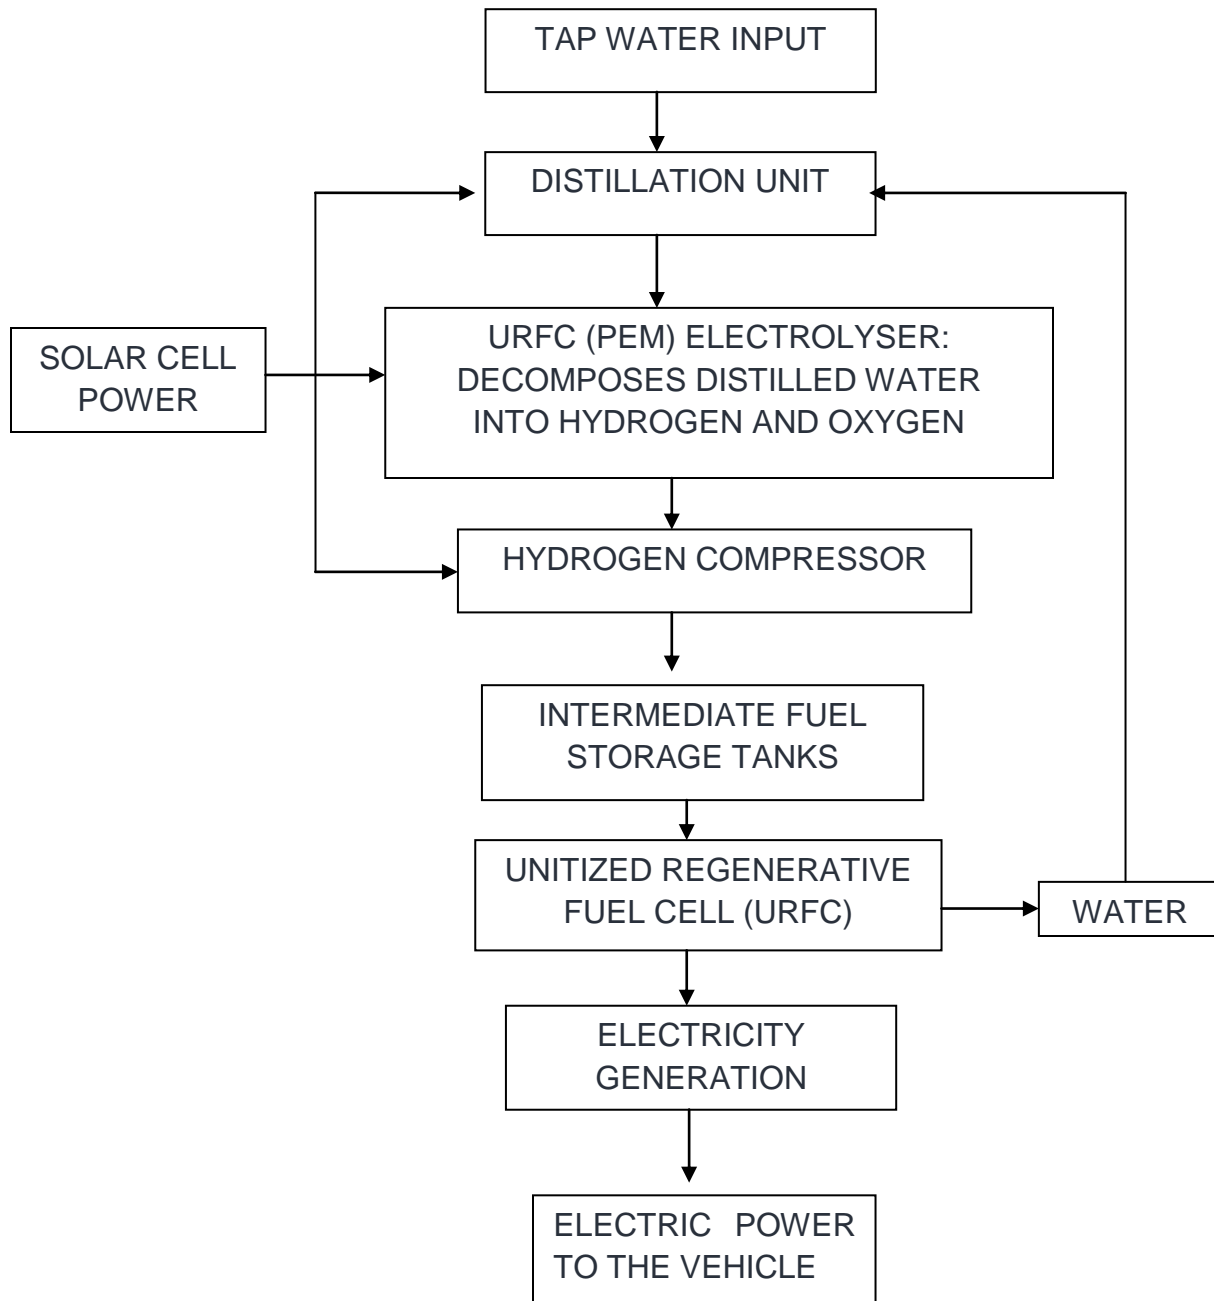 TAP WATER INPUT
DISTILLATION UNIT
URFC (PEM) ELECTROLYSER:
DECOMPOSES DISTILLED WATER
INTO HYDROGEN AND OXYGEN
SOLAR CELL
POWER
HYDROGEN COMPRESSOR
INTERMEDIATE FUEL
STORAGE TANKS
UNITIZED REGENERATIVE
FUEL CELL (URFC)
WATER
ELECTRICITY
GENERATION
ELECTRIC POWER
TO THE VEHICLE